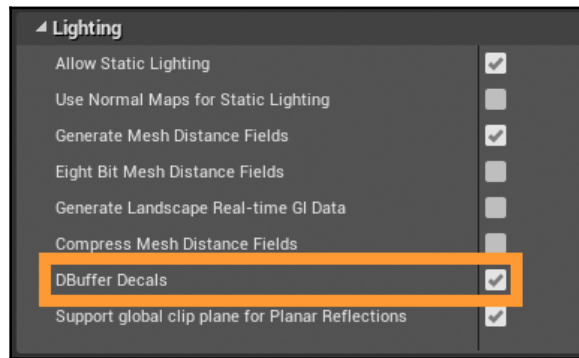 Lighting
Allow Static Lighting
Use Normal Maps for Static Lighting
Generate Mesh Distance Fields
Eight Bit Mesh Distance Fields
Generate Landscape Real-time GI Data
Compress Mesh Distance Fields
DBuffer Decals
Support global clip plane for Planar Reflections